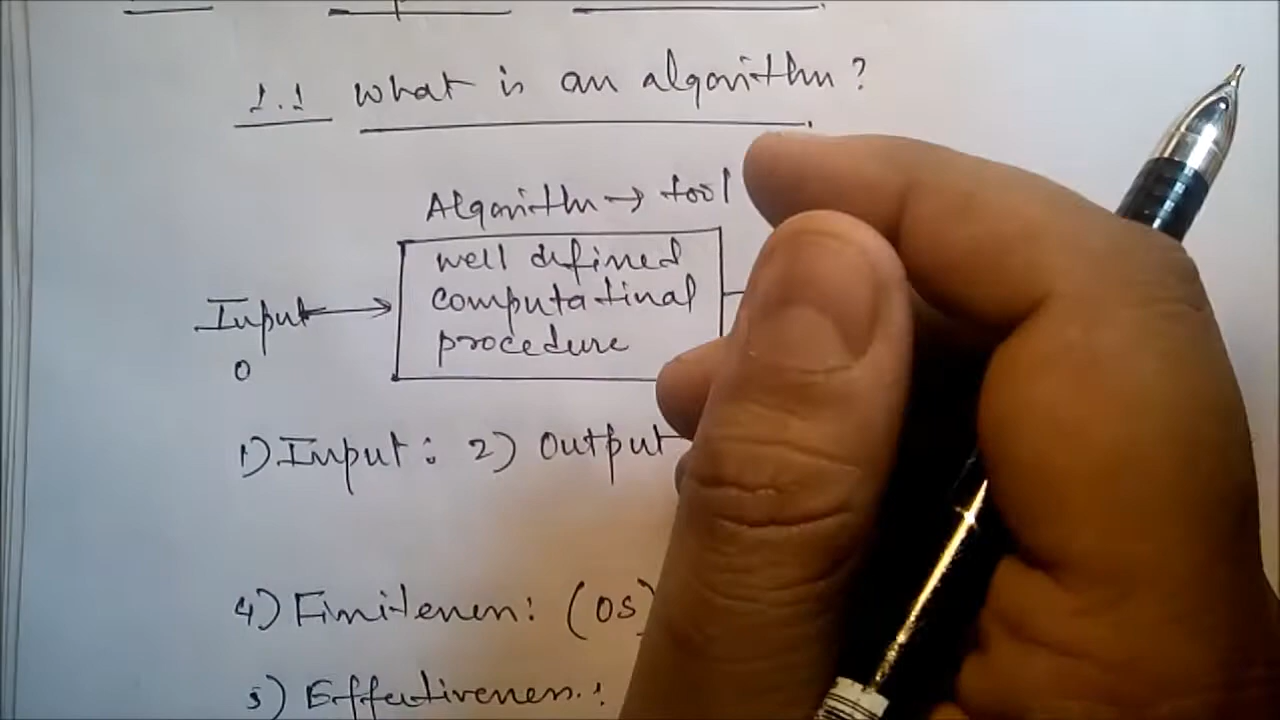 1.1 What is an algorithm?
Algorithm → tool
well defined
computatinal
procedure
Input
0
1) Input: 2) Output
4) Finiteness: (OS)
5) Effectiveness: